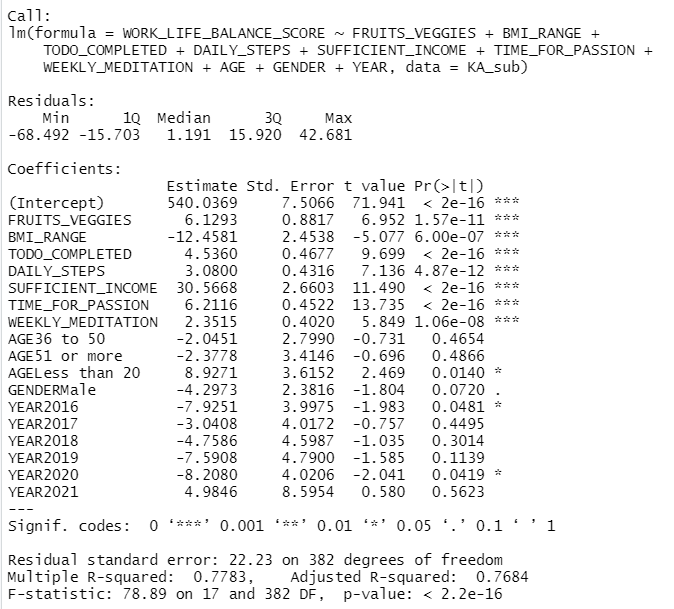 Call:
lm(formula = WORK_LIFE_BALANCE_SCORE ~ FRUITS_VEGGIES + BMI_RANGE +
    TODO_COMPLETED + DAILY_STEPS + SUFFICIENT_INCOME + TIME_FOR_PASSION +
    WEEKLY_MEDITATION + AGE + GENDER + YEAR, data = KA_sub)

Residuals:
    Min      1Q  Median      3Q     Max
-68.492 -15.703   1.191  15.920  42.681

Coefficients:
                  Estimate Std. Error t value Pr(>|t|)
(Intercept)       540.0369     7.5066  71.941  < 2e-16 ***
FRUITS_VEGGIES      6.1293     0.8817   6.952 1.57e-11 ***
BMI_RANGE         -12.4581     2.4538  -5.077 6.00e-07 ***
TODO_COMPLETED      4.5360     0.4677   9.699  < 2e-16 ***
DAILY_STEPS         3.0800     0.4316   7.136 4.87e-12 ***
SUFFICIENT_INCOME  30.5668     2.6603  11.490  < 2e-16 ***
TIME_FOR_PASSION    6.2116     0.4522  13.735  < 2e-16 ***
WEEKLY_MEDITATION   2.3515     0.4020   5.849 1.06e-08 ***
AGE36 to 50        -2.0451     2.7990  -0.731   0.4654
AGE51 or more      -2.3778     3.4146  -0.696   0.4866
AGELess than 20     8.9271     3.6152   2.469   0.0140 *
GENDERMale         -4.2973     2.3816  -1.804   0.0720 .
YEAR2016           -7.9251     3.9975  -1.983   0.0481 *
YEAR2017           -3.0408     4.0172  -0.757   0.4495
YEAR2018           -4.7586     4.5987  -1.035   0.3014
YEAR2019           -7.5908     4.7900  -1.585   0.1139
YEAR2020           -8.2080     4.0206  -2.041   0.0419 *
YEAR2021            4.9846     8.5954   0.580   0.5623
---
Signif. codes:  0 ‘***’ 0.001 ‘**’ 0.01 ‘*’ 0.05 ‘.’ 0.1 ‘ ’ 1

Residual standard error: 22.23 on 382 degrees of freedom
Multiple R-squared:  0.7783,    Adjusted R-squared:  0.7684
F-statistic: 78.89 on 17 and 382 DF,  p-value: < 2.2e-16